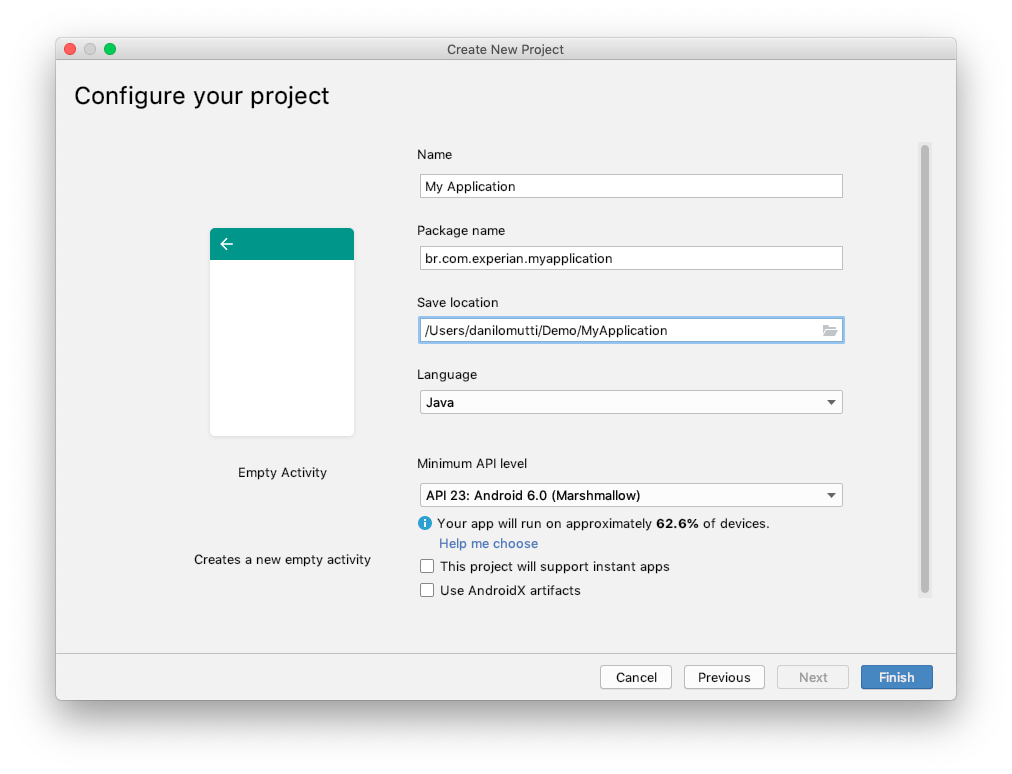 Create New Project
Configure your project
Name
My Application
Package name
br.com.experian.myapplication
Save location
/Users/danilomutti/Demo/MyApplication
Language
Java
Empty Activity
Minimum API level
API 23: Android 6.0 (Marshmallow)
Your app will run on approximately 62.6% of devices.
Help me choose
Creates a new empty activity
This project will support instant apps
Use AndroidX artifacts
Cancel
Previous
Next
Finish